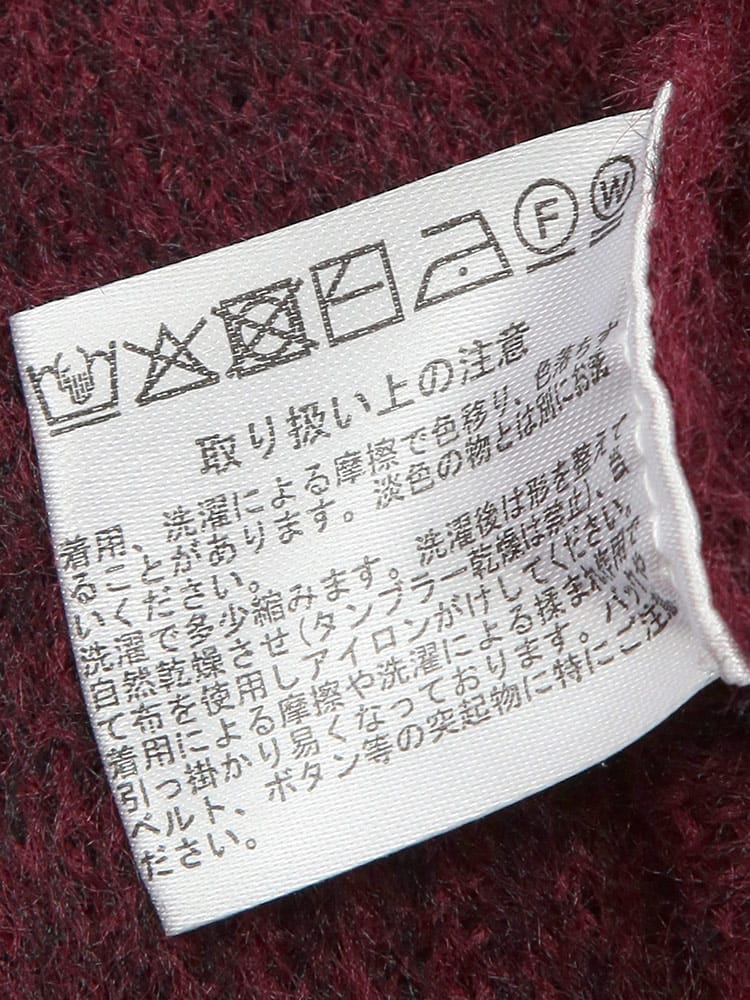 W
F
W
取り扱い上の注意
着用、洗濯による摩擦で色移り、色落ちす
ることがあります。淡色の物とは別にお洗
いください。
洗濯で多少縮みます。洗濯後は形を整えて
自然乾燥させ(タンブラー乾燥は禁止)、当
て布を使用しアイロンがけしてください。
着用による摩擦や洗濯による揉まれ作用で
引っ掛かり易くなっております。バッグや
ベルト、ボタン等の突起物に特にご注意
ださい。